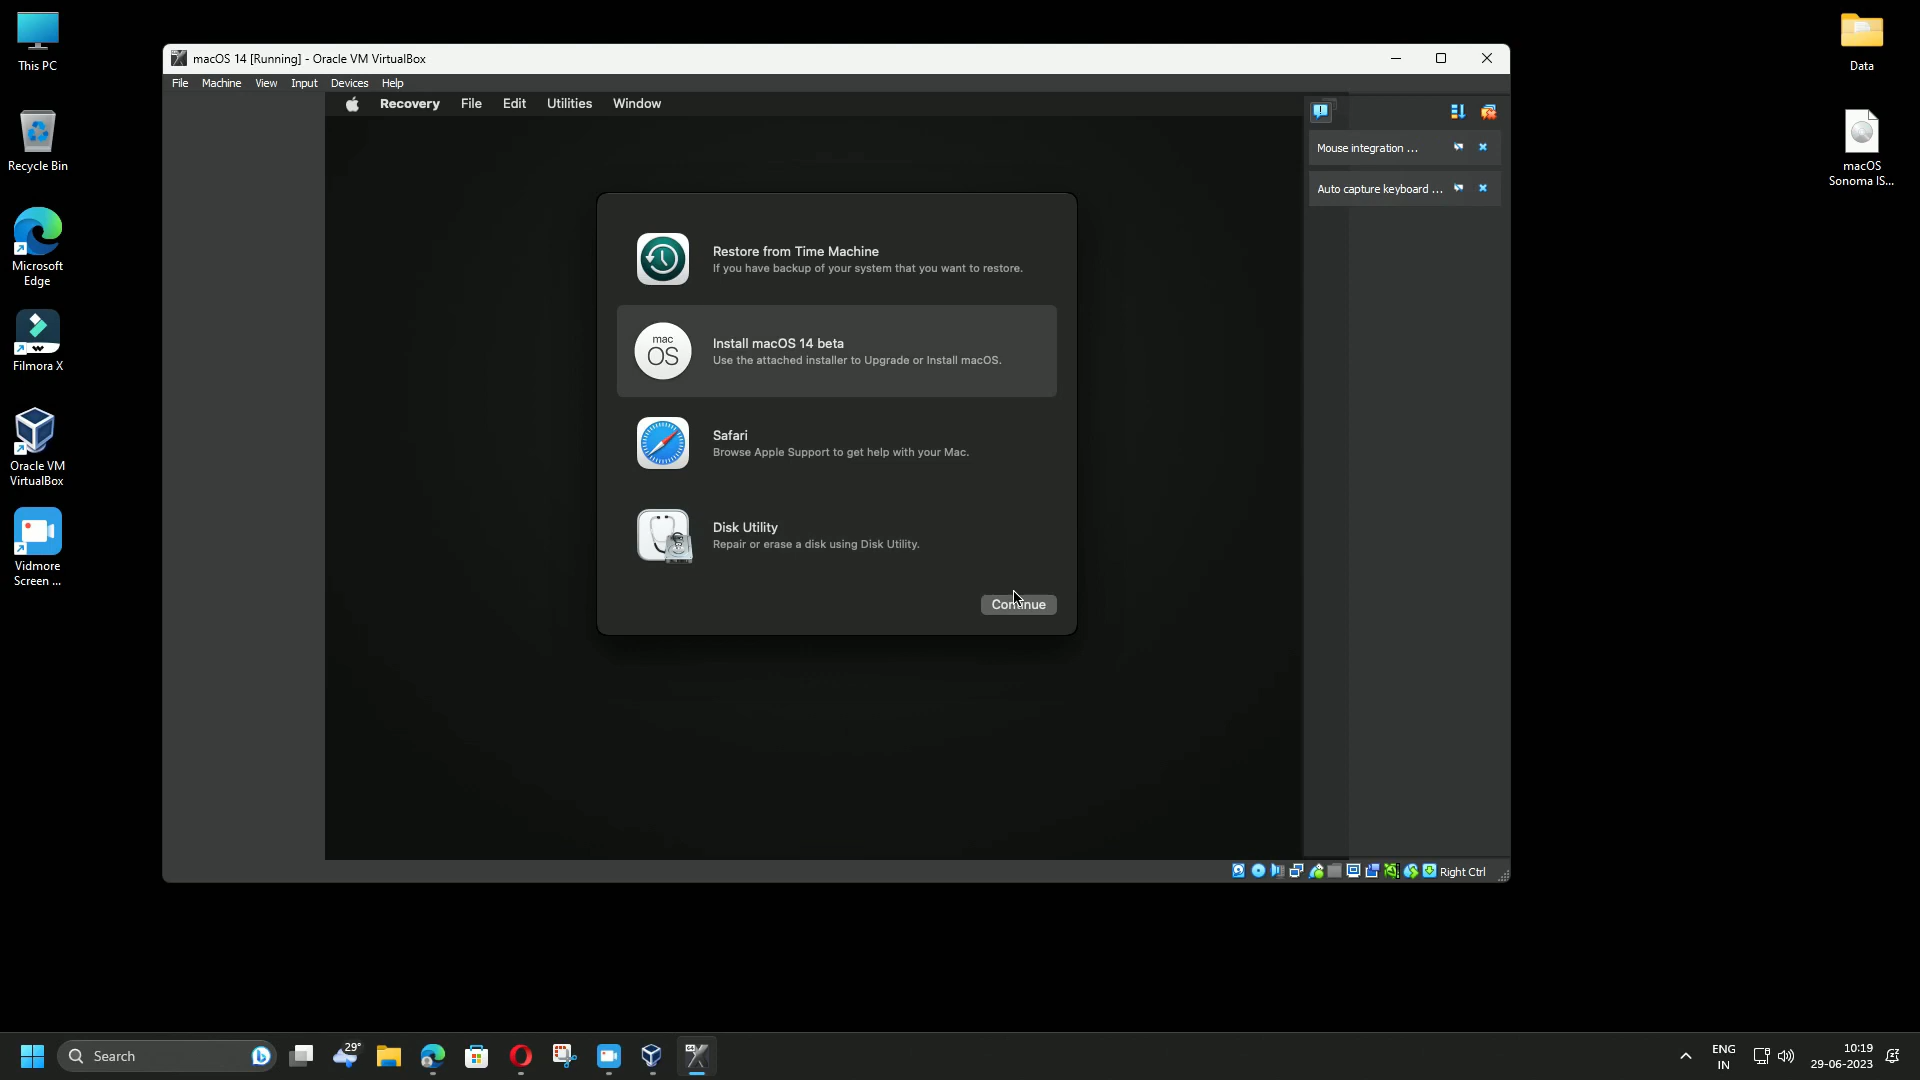 This PC
Recycle Bin
Microsoft
Edge
Filmora X
Oracle VM
VirtualBox
Vidmore
Screen ...
macOS 14 [Running] - Oracle VM VirtualBox
File Machine View Input Devices Help
Recovery File Edit Utilities Window
Restore from Time Machine
If you have backup of your system that you want to restore.
mac
OS
Install macOS 14 beta
Use the attached installer to Upgrade or Install macOS.
Safari
Browse Apple Support to get help with your Mac.
Disk Utility
Repair or erase a disk using Disk Utility.
Continue
Mouse integration ...
Auto capture keyboard ...
Right Ctrl
Data
macOS
Sonoma IS...
Search
29°
ENG
IN
10:19
29-06-2023